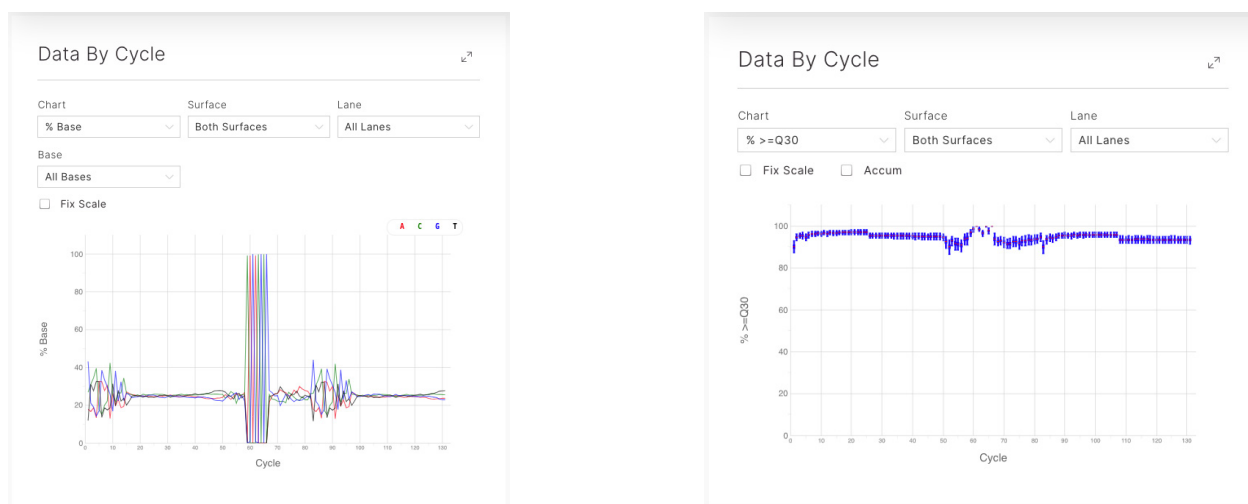 Data By Cycle
Chart Surface Lane
% Base Both Surfaces All Lanes
Base
All Bases
Fix Scale
A C G T
100
80
60
40
20
0
0 10 20 30 40 50 60 70 80 90 100 110 120 130
% Base
Cycle
Data By Cycle
Chart Surface Lane
% >=Q30 Both Surfaces All Lanes
Fix Scale Accum
100
80
60
40
20
0
0 10 20 30 40 50 60 70 80 90 100 110 120 130
% >=Q30
Cycle